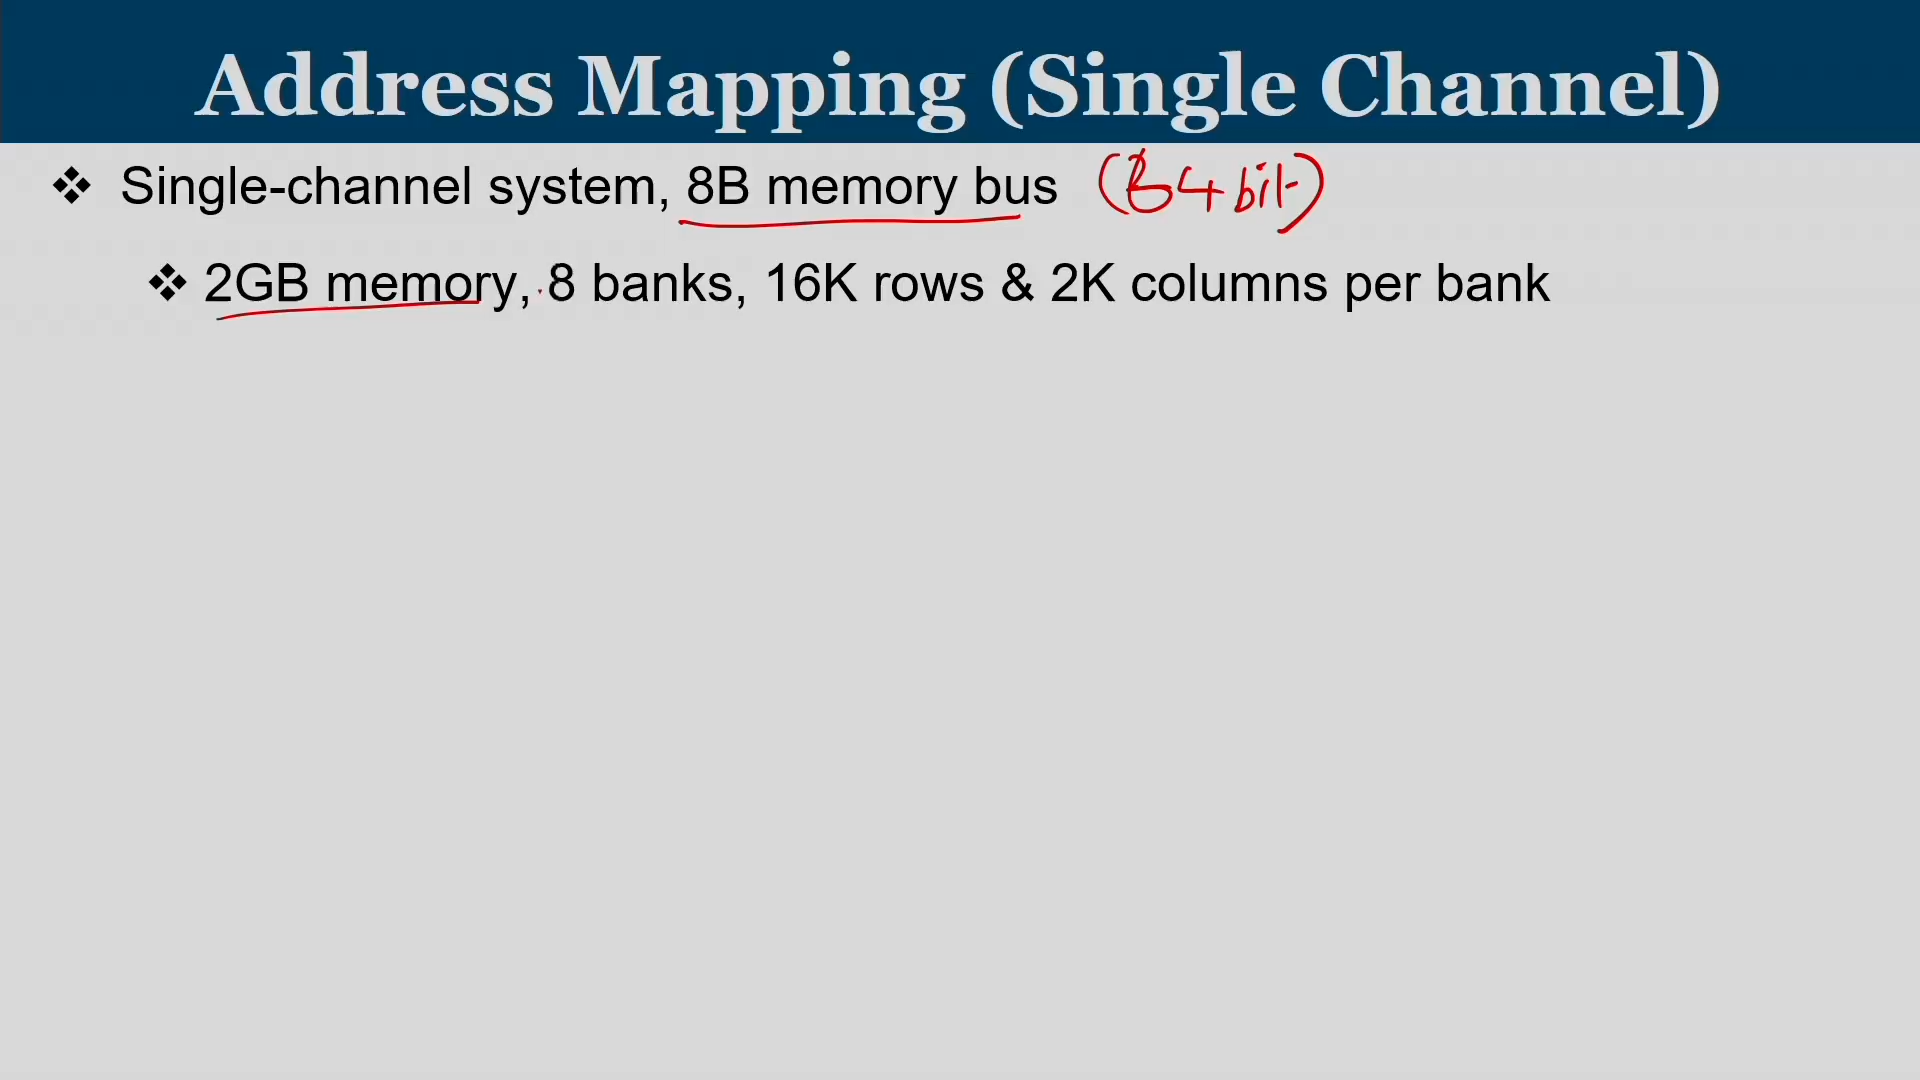 Address Mapping (Single Channel)
❖ Single-channel system, 8B memory bus (64 bit)
❖ 2GB memory, 8 banks, 16K rows & 2K columns per bank